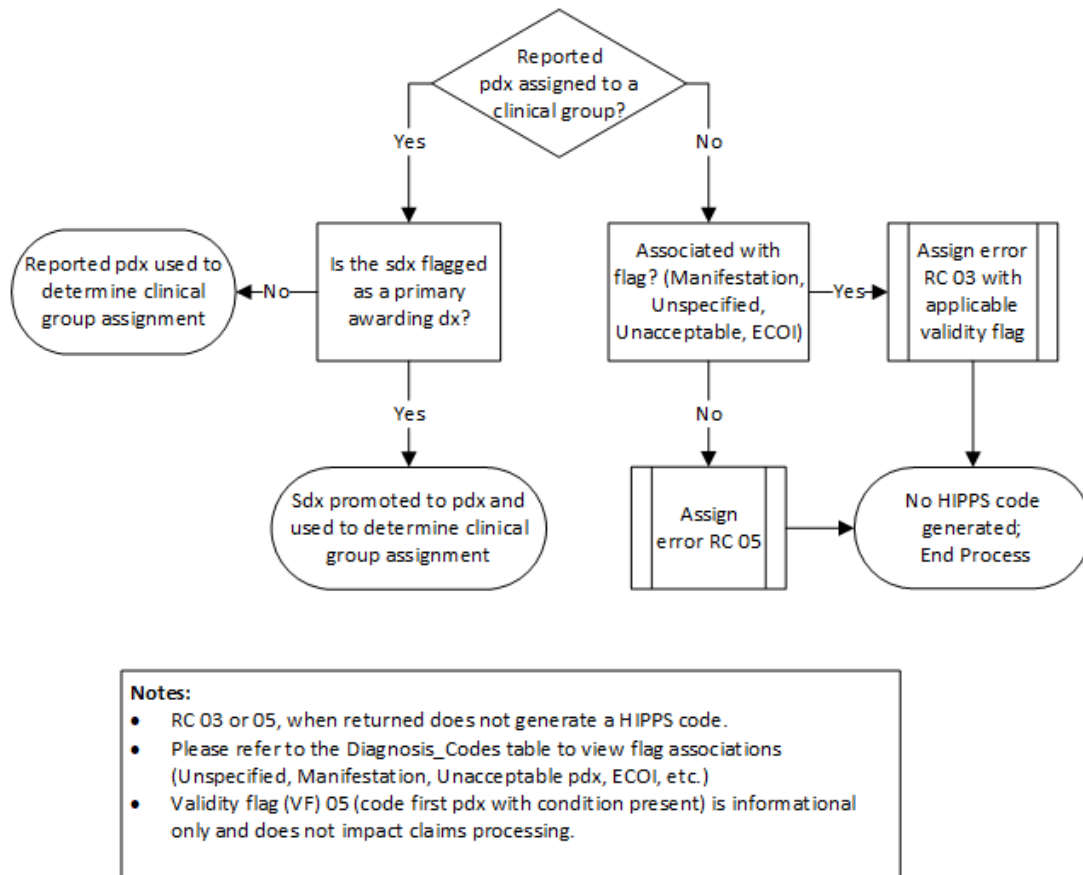 Reported
pdx assigned to a
clinical group?
Yes
No
Reported pdx used to
determine clinical
group assignment
No
Is the sdx flagged
as a primary
awarding dx?
Associated with
flag? (Manifestation,
Unspecified,
Unacceptable, ECOI)
Yes
Assign error
RC 03 with
applicable
validity flag
Yes
No
Sdx promoted to pdx and
used to determine clinical
group assignment
Assign
error RC 05
No HIPPS code
generated;
End Process
Notes:
• RC 03 or 05, when returned does not generate a HIPPS code.
• Please refer to the Diagnosis_Codes table to view flag associations
(Unspecified, Manifestation, Unacceptable pdx, ECOI, etc.)
• Validity flag (VF) 05 (code first pdx with condition present) is informational
only and does not impact claims processing.